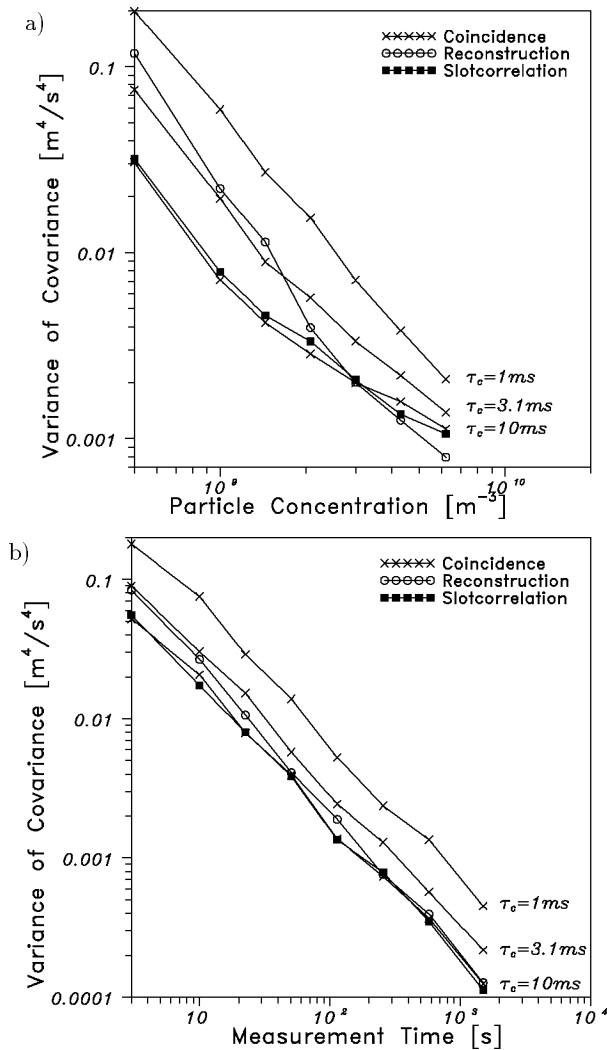 a)
Coincidence
Reconstruction
Slotcorrelation
Variance of Covariance [m⁴/s⁴]
0.1
0.01
0.001
τc=1ms
τc=3.1ms
τc=10ms
10⁹
10¹⁰
Particle Concentration [m⁻³]
b)
Coincidence
Reconstruction
Slotcorrelation
Variance of Covariance [m⁴/s⁴]
0.1
0.01
0.001
0.0001
τc=1ms
τc=3.1ms
τc=10ms
10
10²
10³
10⁴
Measurement Time [s]